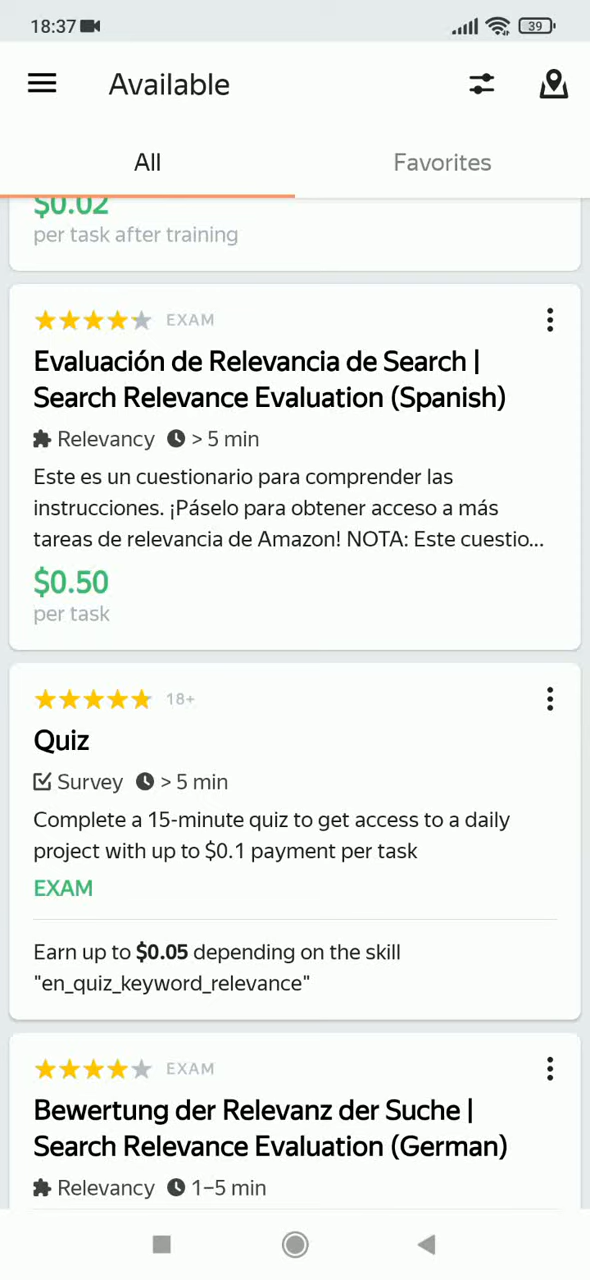 18:37
39
Available
All
Favorites
$0.02
per task after training
EXAM
Evaluación de Relevancia de Search |
Search Relevance Evaluation (Spanish)
Relevancy > 5 min
Este es un cuestionario para comprender las
instrucciones. ¡Páselo para obtener acceso a más
tareas de relevancia de Amazon! NOTA: Este cuestio...
$0.50
per task
18+
Quiz
Survey > 5 min
Complete a 15-minute quiz to get access to a daily
project with up to $0.1 payment per task
EXAM
Earn up to $0.05 depending on the skill
"en_quiz_keyword_relevance"
EXAM
Bewertung der Relevanz der Suche |
Search Relevance Evaluation (German)
Relevancy 1–5 min